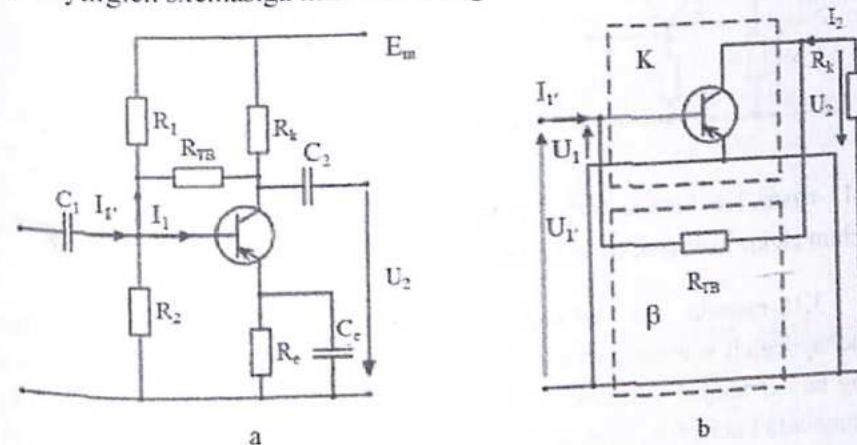 sxemasiga
E_m
R_1
R_k
R_TB
C_2
C_1
I_1'
I_1
U_2
R_2
R_e
C_e
a
K
I_2
R_k
I_1'
U_2
U_1
U_1'
R_TB
β
b